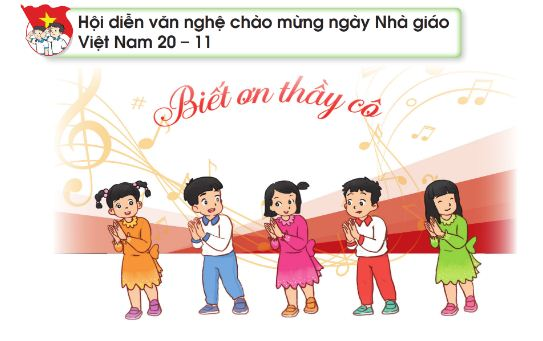 Hội diễn văn nghệ chào mừng ngày Nhà giáo
Việt Nam 20 – 11
Biết ơn thầy cô